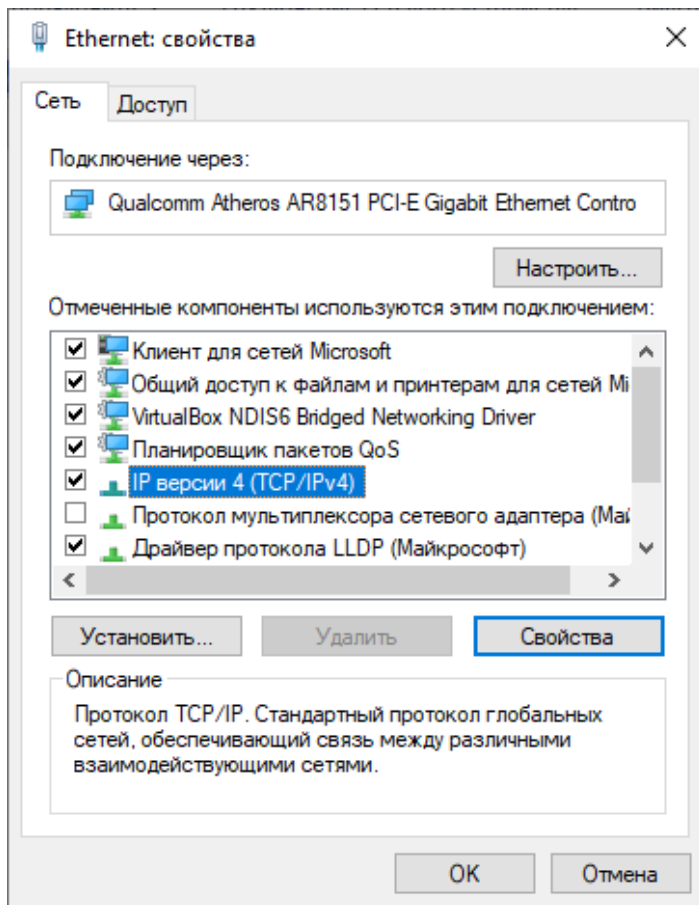 Ethernet: свойства
Сеть
Доступ
Подключение через:
Qualcomm Atheros AR8151 PCI-E Gigabit Ethernet Contro
Настроить...
Отмеченные компоненты используются этим подключением:
Клиент для сетей Microsoft
Общий доступ к файлам и принтерам для сетей Mi
VirtualBox NDIS6 Bridged Networking Driver
Планировщик пакетов QoS
IP версии 4 (TCP/IPv4)
Протокол мультиплексора сетевого адаптера (Май
Драйвер протокола LLDP (Майкрософт)
Установить...
Удалить
Свойства
Описание
Протокол TCP/IP. Стандартный протокол глобальных
сетей, обеспечивающий связь между различными
взаимодействующими сетями.
OK
Отмена